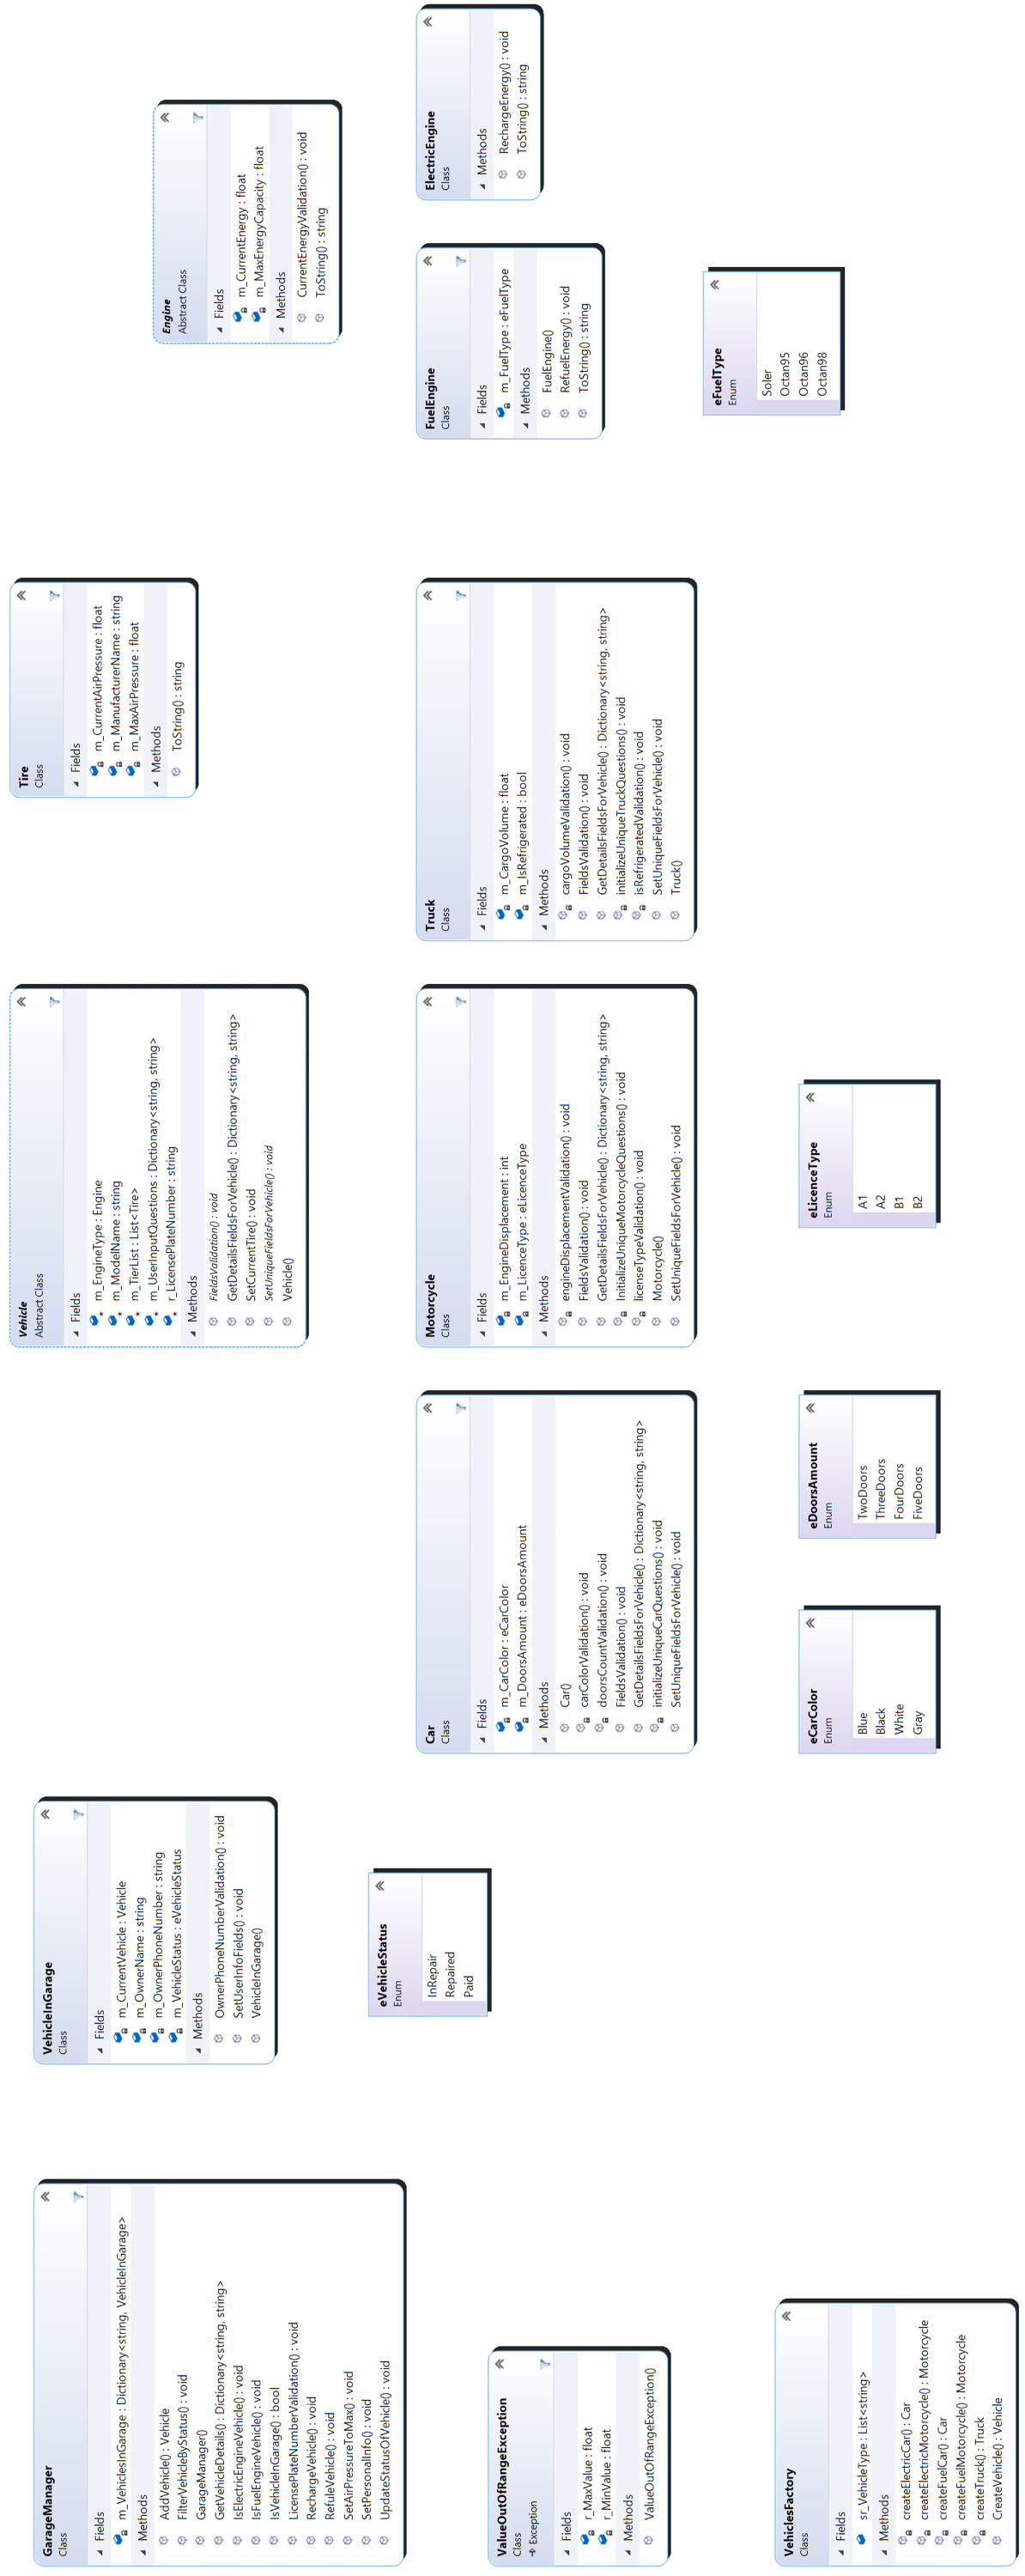 GarageManager
Class
Fields
m_VehiclesInGarage : Dictionary<string, VehicleInGarage>
Methods
AddVehicle() : Vehicle
FilterVehicleByStatus() : void
GarageManager()
GetVehicleDetails() : Dictionary<string, string>
IsElectricEngineVehicle() : void
IsFuelEngineVehicle() : void
IsVehicleInGarage() : bool
LicensePlateNumberValidation() : void
RechargeVehicle() : void
RefuleVehicle() : void
SetAirPressureToMax() : void
SetPersonalInfo() : void
UpdateStatusOfVehicle() : void
ValueOutOfRangeException
Class
Exception
Fields
r_MaxValue : float
r_MinValue : float
Methods
ValueOutOfRangeException()
VehiclesFactory
Class
Fields
sr_VehicleType : List<string>
Methods
createElectricCar() : Car
createElectricMotorcycle() : Motorcycle
createFuelCar() : Car
createFuelMotorcycle() : Motorcycle
createTruck() : Truck
CreateVehicle() : Vehicle
VehicleInGarage
Class
Fields
m_CurrentVehicle : Vehicle
m_OwnerName : string
m_OwnerPhoneNumber : string
m_VehicleStatus : eVehicleStatus
Methods
OwnerPhoneNumberValidation() : void
SetUserInfoFields() : void
VehicleInGarage()
eVehicleStatus
Enum
InRepair
Repaired
Paid
Vehicle
Abstract Class
Fields
m_EngineType : Engine
m_ModelName : string
m_TierList : List<Tire>
m_UserInputQuestions : Dictionary<string, string>
r_LicensePlateNumber : string
Methods
FieldsValidation() : void
GetDetailsFieldsForVehicle() : Dictionary<string, string>
SetCurrentTire() : void
SetUniqueFieldsForVehicle() : void
Vehicle()
Car
Class
Fields
m_CarColor : eCarColor
m_DoorsAmount : eDoorsAmount
Methods
Car()
carColorValidation() : void
doorsCountValidation() : void
FieldsValidation() : void
GetDetailsFieldsForVehicle() : Dictionary<string, string>
initializeUniqueCarQuestions() : void
SetUniqueFieldsForVehicle() : void
eCarColor
Enum
Blue
Black
White
Gray
eDoorsAmount
Enum
TwoDoors
ThreeDoors
FourDoors
FiveDoors
Motorcycle
Class
Fields
m_EngineDisplacement : int
m_LicenceType : eLicenceType
Methods
engineDisplacementValidation() : void
FieldsValidation() : void
GetDetailsFieldsForVehicle() : Dictionary<string, string>
InitializeUniqueMotorcycleQuestions() : void
licenseTypeValidation() : void
Motorcycle()
SetUniqueFieldsForVehicle() : void
eLicenceType
Enum
A1
A2
B1
B2
Tire
Class
Fields
m_CurrentAirPressure : float
m_ManufacturerName : string
m_MaxAirPressure : float
Methods
ToString() : string
Truck
Class
Fields
m_CargoVolume : float
m_IsRefrigerated : bool
Methods
cargoVolumeValidation() : void
FieldsValidation() : void
GetDetailsFieldsForVehicle() : Dictionary<string, string>
initializeUniqueTruckQuestions() : void
isRefrigeratedValidation() : void
SetUniqueFieldsForVehicle() : void
Truck()
Engine
Abstract Class
Fields
m_CurrentEnergy : float
m_MaxEnergyCapacity : float
Methods
CurrentEnergyValidation() : void
ToString() : string
FuelEngine
Class
Fields
m_FuelType : eFuelType
Methods
FuelEngine()
RefuelEnergy() : void
ToString() : string
ElectricEngine
Class
Methods
RechargeEnergy() : void
ToString() : string
eFuelType
Enum
Soler
Octan95
Octan96
Octan98